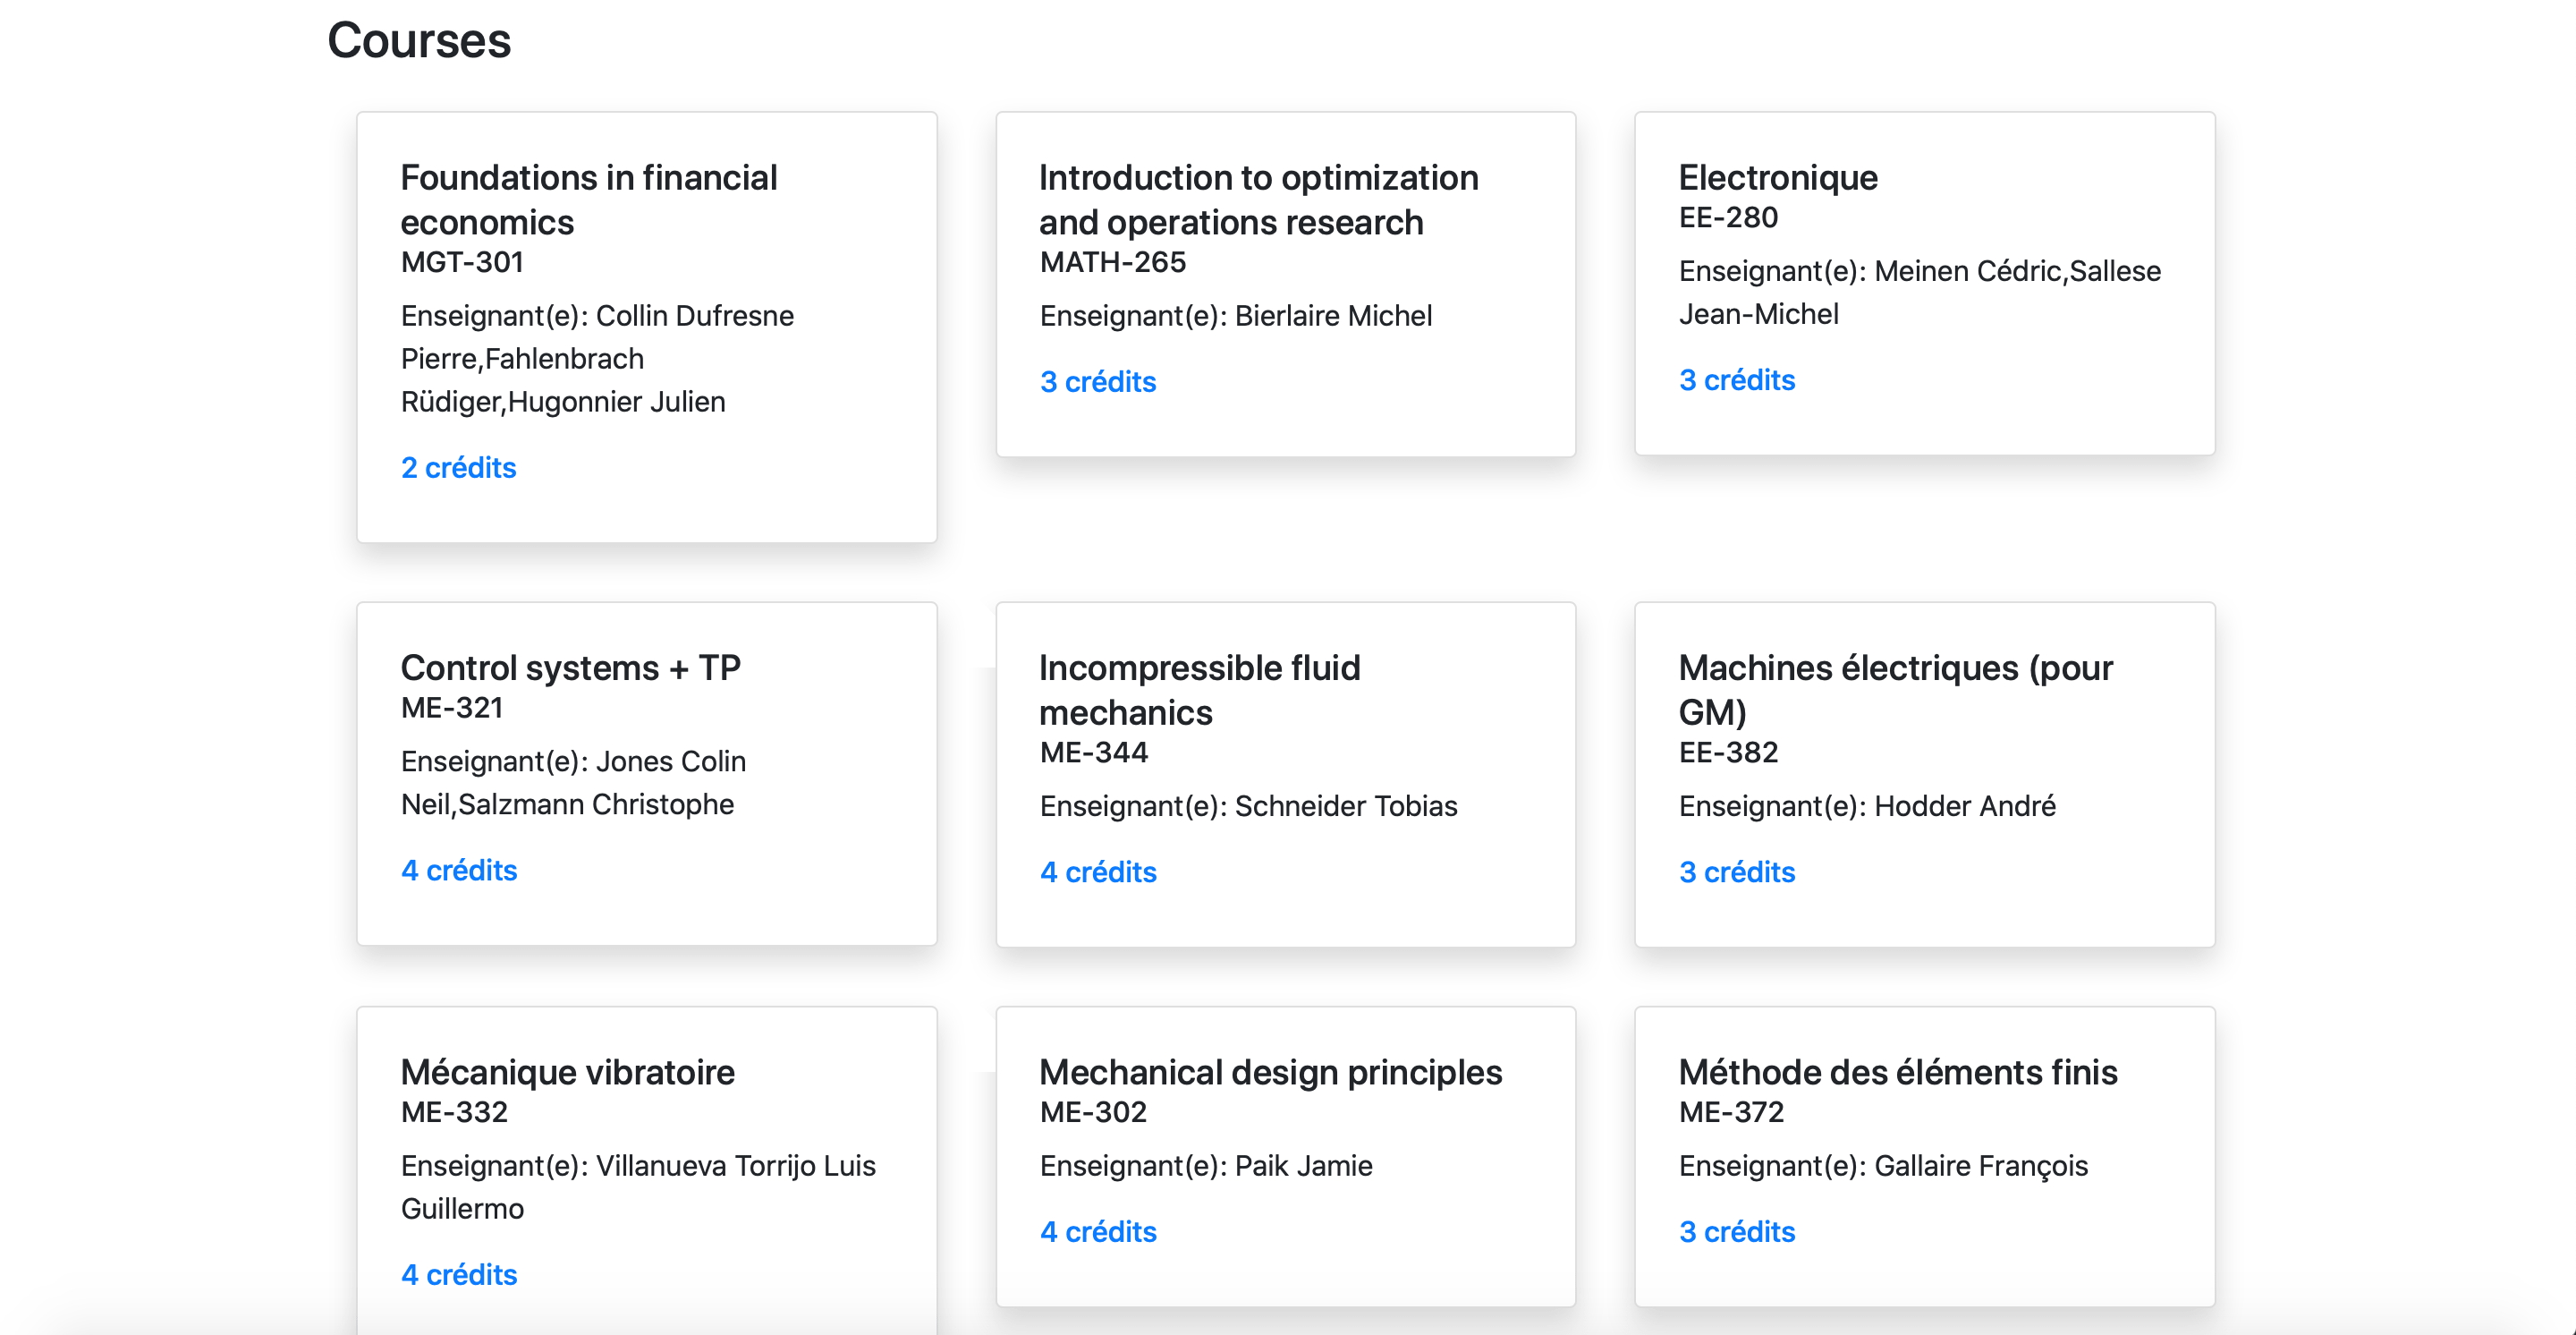 Courses
Foundations in financial
economics
MGT-301
Enseignant(e): Collin Dufresne
Pierre,Fahlenbrach
Rüdiger,Hugonnier Julien
2 crédits
Introduction to optimization
and operations research
MATH-265
Enseignant(e): Bierlaire Michel
3 crédits
Electronique
EE-280
Enseignant(e): Meinen Cédric,Sallese
Jean-Michel
3 crédits
Control systems + TP
ME-321
Enseignant(e): Jones Colin
Neil,Salzmann Christophe
4 crédits
Incompressible fluid
mechanics
ME-344
Enseignant(e): Schneider Tobias
4 crédits
Machines électriques (pour
GM)
EE-382
Enseignant(e): Hodder André
3 crédits
Mécanique vibratoire
ME-332
Enseignant(e): Villanueva Torrijo Luis
Guillermo
4 crédits
Mechanical design principles
ME-302
Enseignant(e): Paik Jamie
4 crédits
Méthode des éléments finis
ME-372
Enseignant(e): Gallaire François
3 crédits